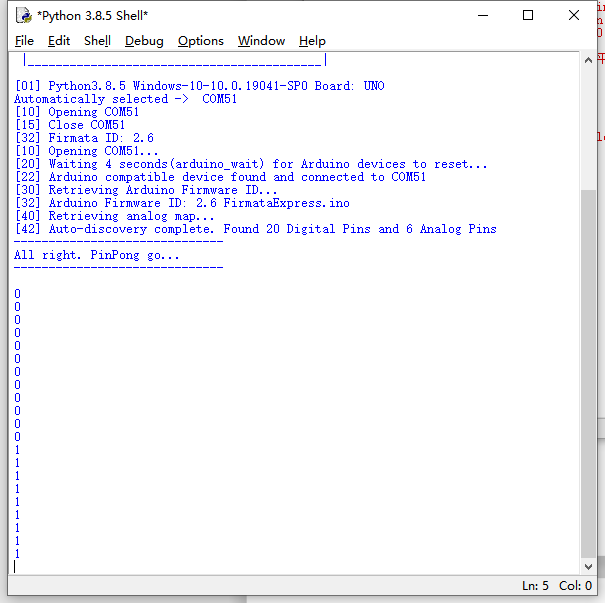 *Python 3.8.5 Shell*
File Edit Shell Debug Options Window Help
|__________________________________________|
[01] Python3.8.5 Windows-10-10.0.19041-SP0 Board: UNO
Automatically selected -> COM51
[10] Opening COM51
[15] Close COM51
[32] Firmata ID: 2.6
[10] Opening COM51...
[20] Waiting 4 seconds(arduino_wait) for Arduino devices to reset...
[22] Arduino compatible device found and connected to COM51
[30] Retrieving Arduino Firmware ID...
[32] Arduino Firmware ID: 2.6 FirmataExpress.ino
[40] Retrieving analog map...
[42] Auto-discovery complete. Found 20 Digital Pins and 6 Analog Pins
------------------------------
All right. PinPong go...
------------------------------
0
0
0
0
0
0
0
0
0
0
0
0
1
1
1
1
1
1
1
1
1
Ln: 5 Col: 0